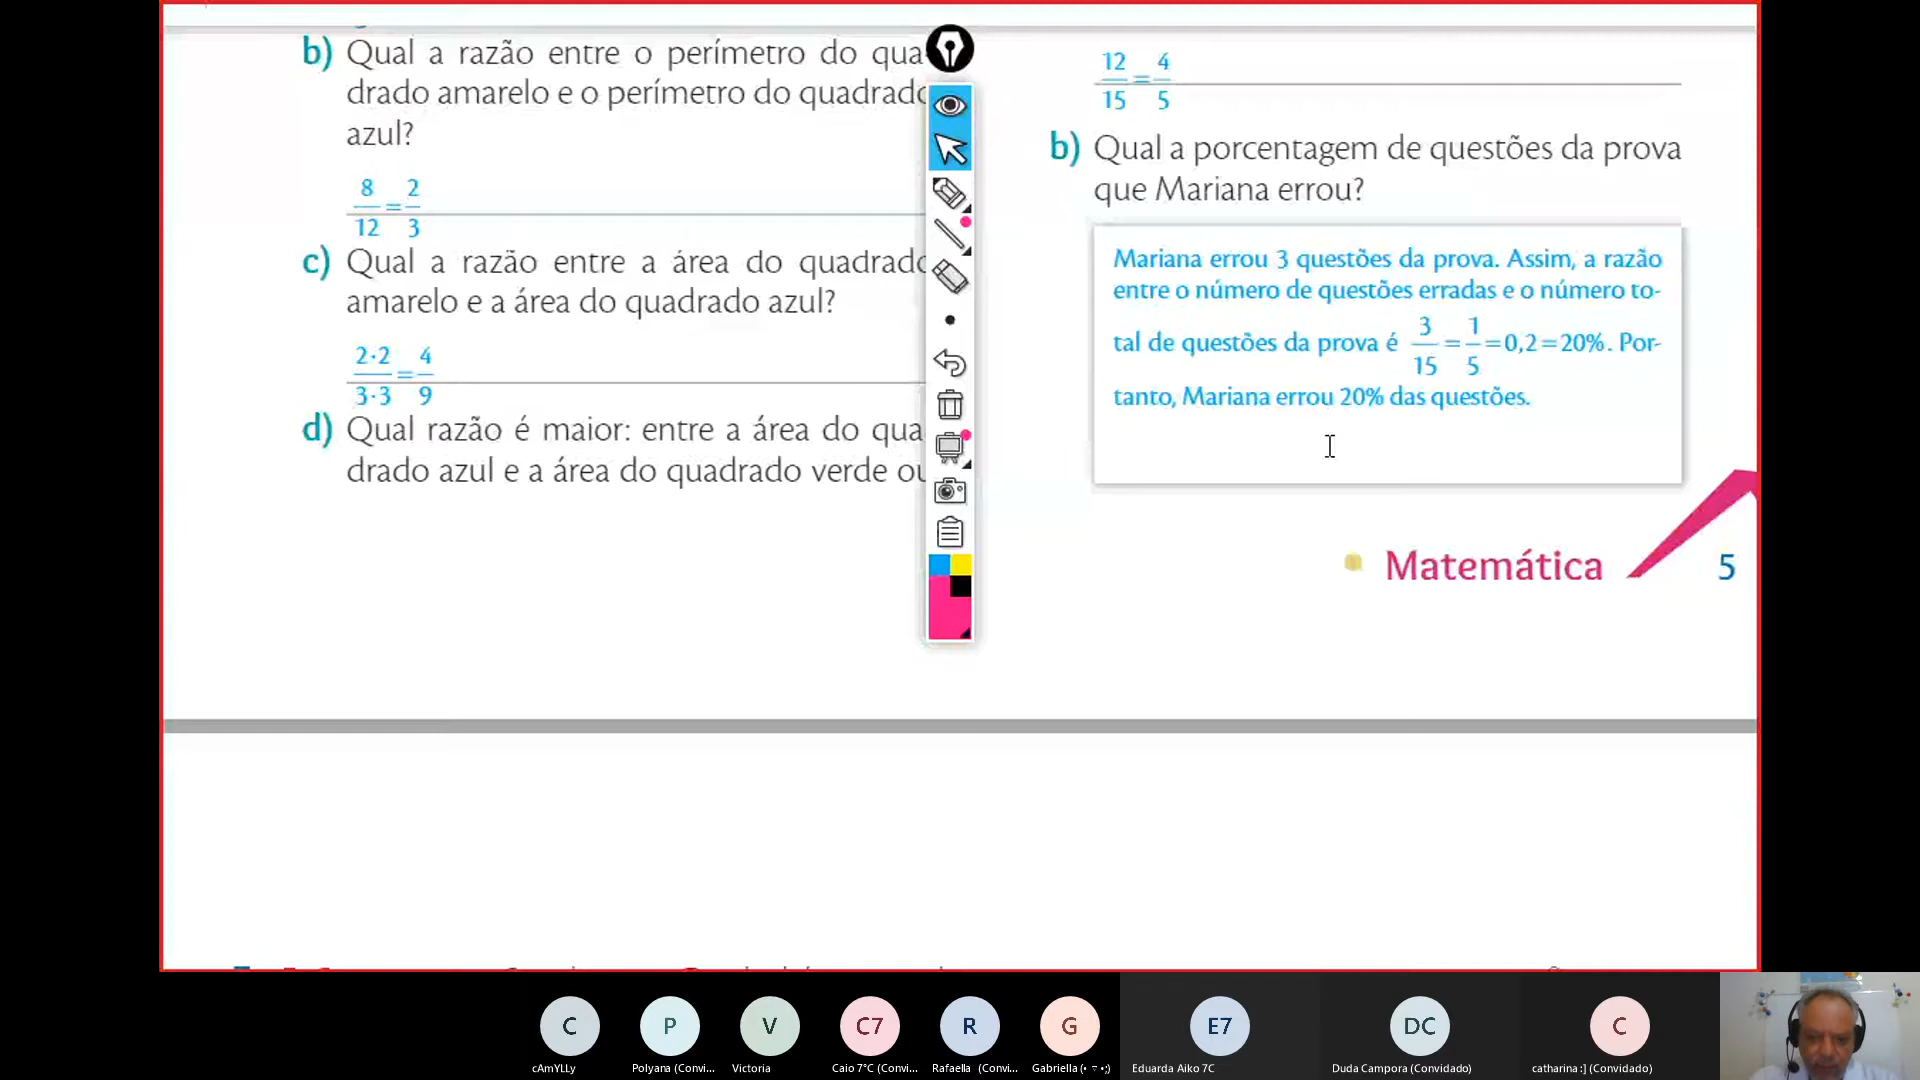 b) Qual a razão entre o perímetro do qua-
drado amarelo e o perímetro do quadrado
azul?
8/12 = 2/3
c) Qual a razão entre a área do quadrado
amarelo e a área do quadrado azul?
2·2/3·3 = 4/9
d) Qual razão é maior: entre a área do qua
drado azul e a área do quadrado verde ou
12/15 = 4/5
b) Qual a porcentagem de questões da prova
que Mariana errou?
Mariana errou 3 questões da prova. Assim, a razão
entre o número de questões erradas e o número to-
tal de questões da prova é 3/15 = 1/5 = 0,2 = 20%. Por-
tanto, Mariana errou 20% das questões.
Matemática 5
C P V C7 R G E7 DC C
cAmYLLy
Polyana (Convi...
Victoria
Caio 7°C (Convi...
Rafaella (Convi...
Gabriella (• ▿ •;)
Eduarda Aiko 7C
Duda Campora (Convidado)
catharina :] (Convidado)